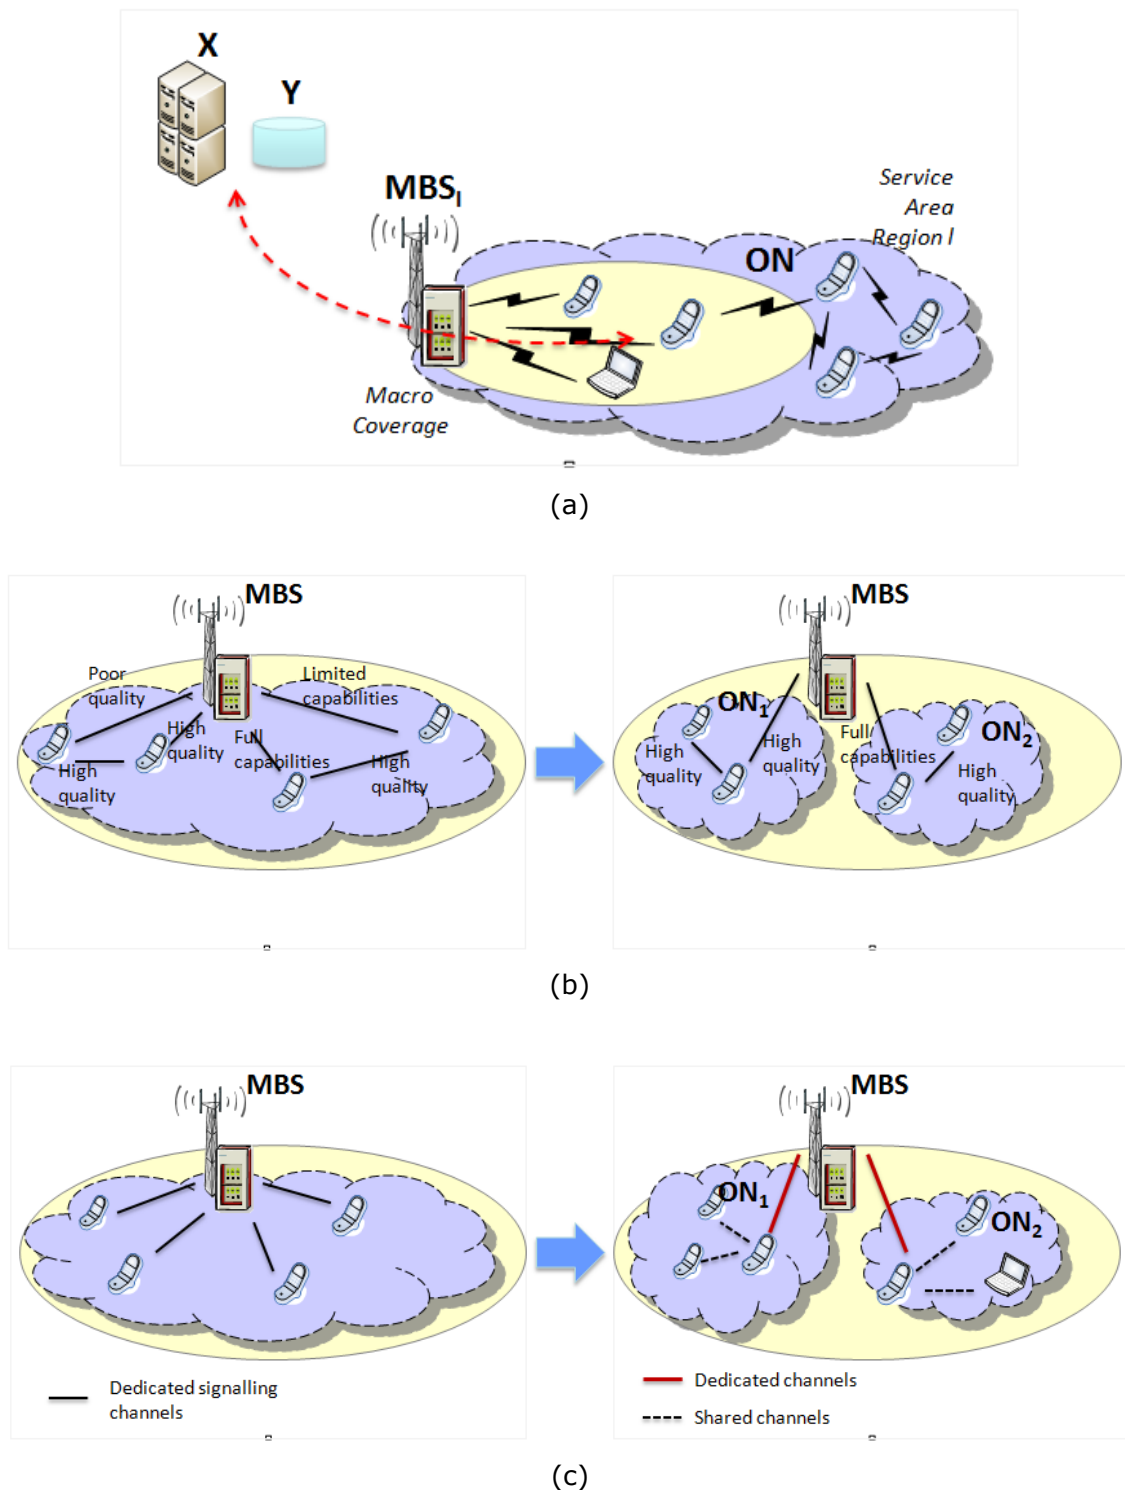 X
Y
MBSI
Service
Area
Region l
ON
Macro
Coverage
(a)
MBS
Poor
quality
Limited
capabilities
High
quality
Full
capabilities
High
quality
High
quality
MBS
ON1
ON2
High
quality
High
quality
Full
capabilities
High
quality
(b)
MBS
Dedicated signalling
channels
MBS
ON1
ON2
Dedicated channels
Shared channels
(c)